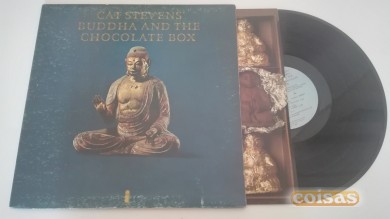 CAT STEVENS
BUDDHA AND THE
CHOCOLATE BOX
coisas